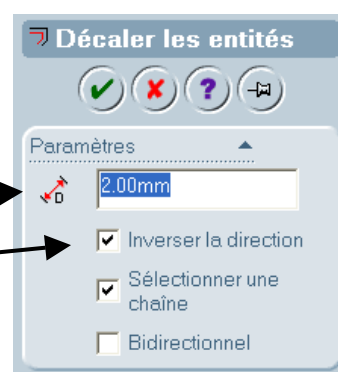 Décaler les entités
?
Paramètres
D
2.00mm
Inverser la direction
Sélectionner une
chaîne
Bidirectionnel